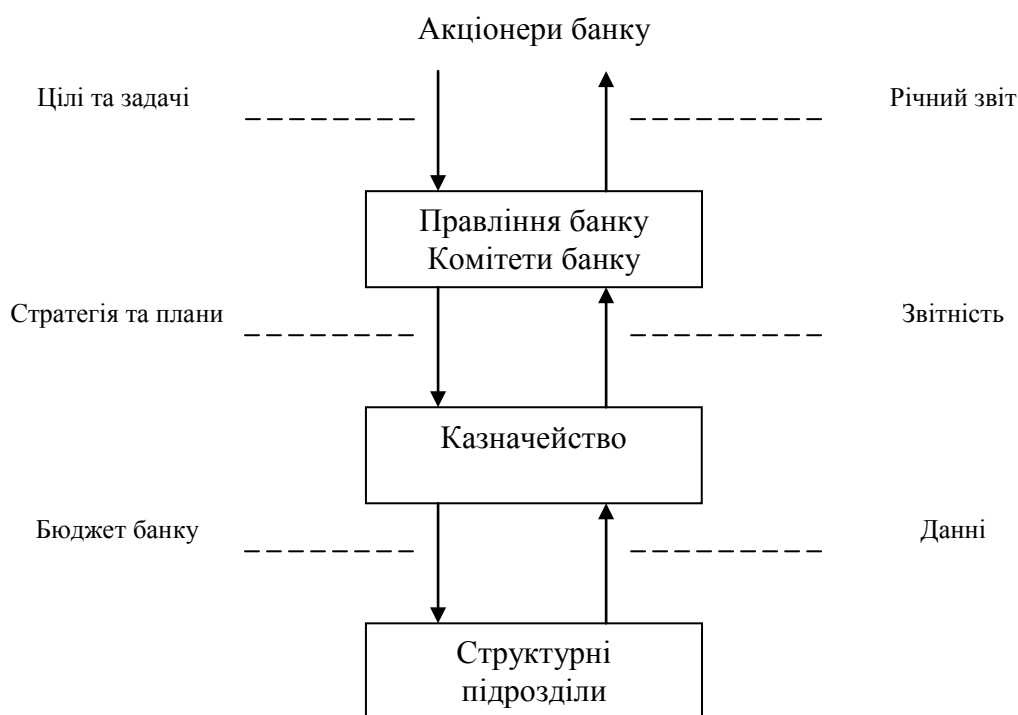 Акціонери банку
Цілі та задачі
Річний звіт
Правління банку
Комітети банку
Стратегія та плани
Звітність
Казначейство
Бюджет банку
Данні
Структурні
підрозділи